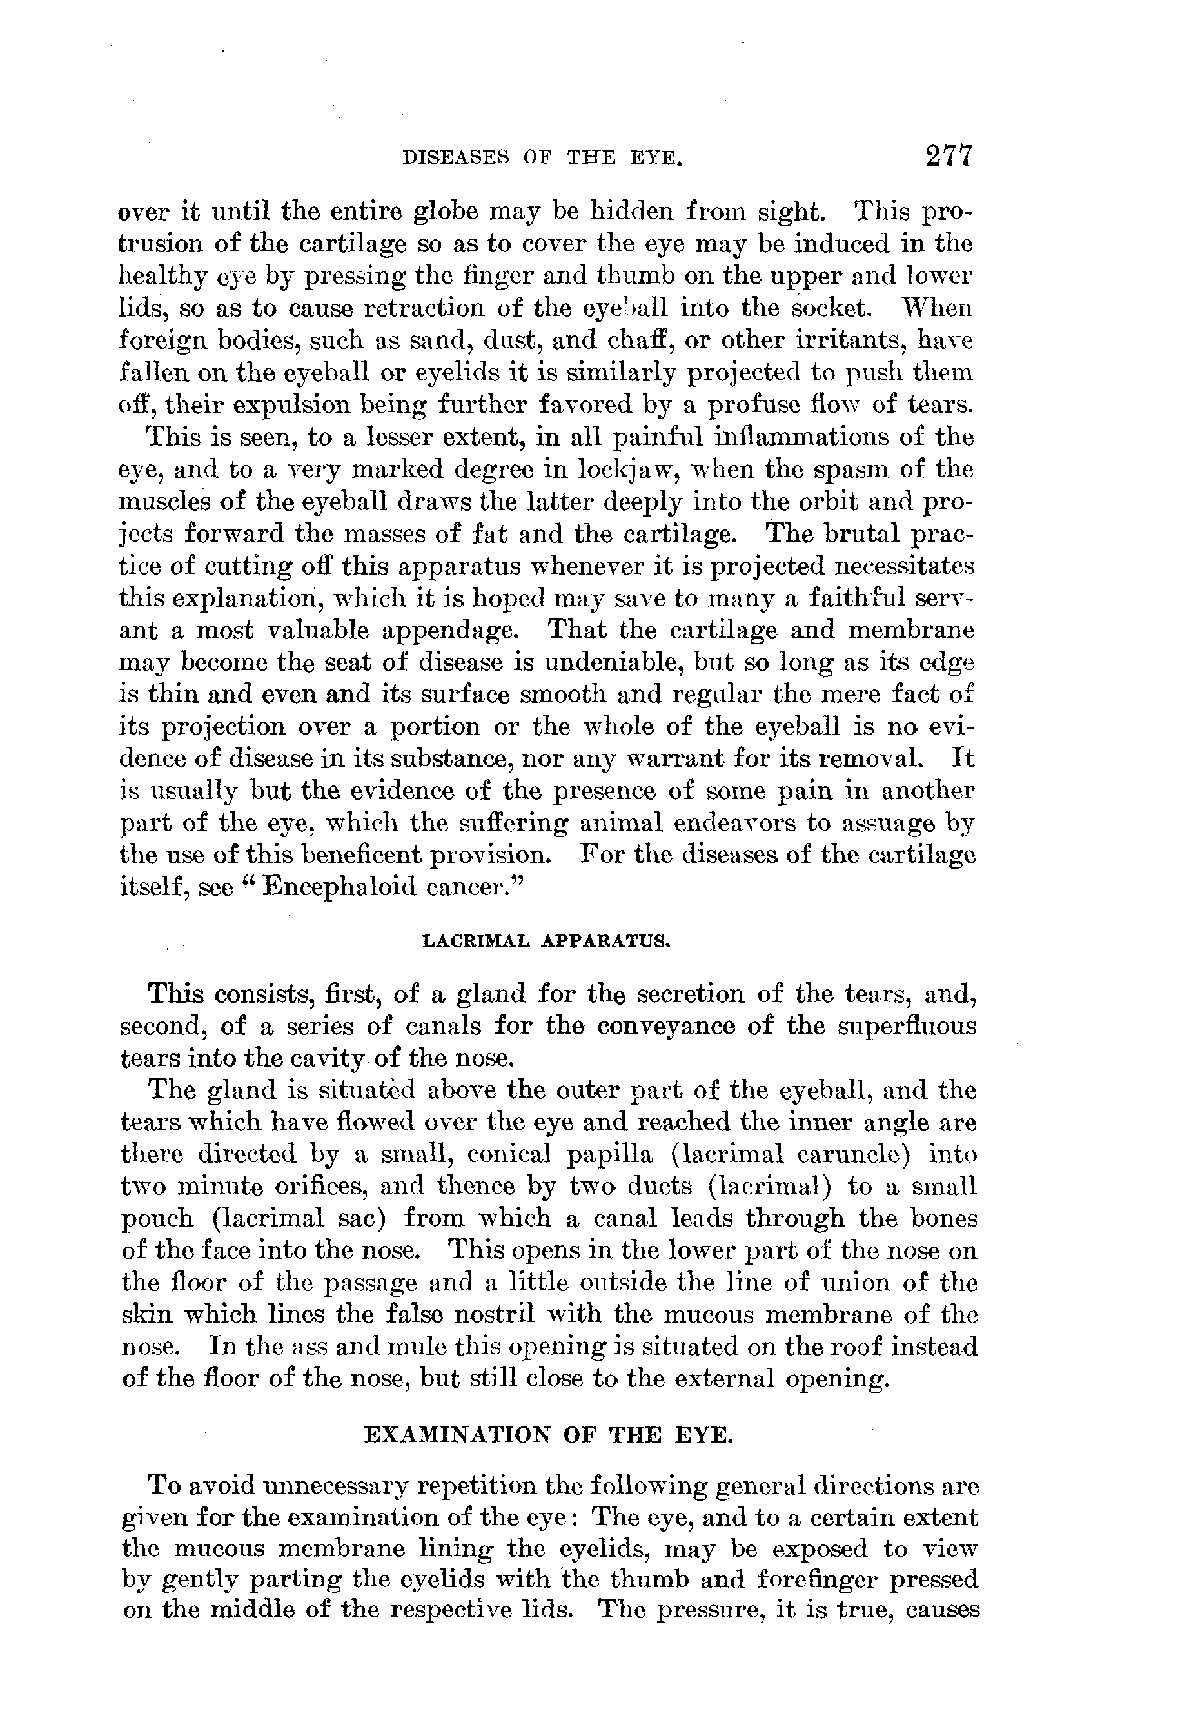 DISEASES OF THE EYE. 277
over it until the entire globe may be hidden from sight. This pro-
trusion of the cartilage so as to cover the eye may be induced in the
healthy eye by pressing the finger and thumb on the upper and lower
lids, so as to cause retraction of the eyeball into the socket. When
foreign bodies, such as sand, dust, and chaff, or other irritants, have
fallen on the eyeball or eyelids it is similarly projected to push them
off, their expulsion being further favored by a profuse flow of tears.
This is seen, to a lesser extent, in all painful inflammations of the
eye, and to a very marked degree in lockjaw, when the spasm of the
muscles of the eyeball draws the latter deeply into the orbit and pro-
jects forward the masses of fat and the cartilage. The brutal prac-
tice of cutting off this apparatus whenever it is projected necessitates
this explanation, which it is hoped may save to many a faithful serv-
ant a most valuable appendage. That the cartilage and membrane
may become the seat of disease is undeniable, but so long as its edge
is thin and even and its surface smooth and regular the mere fact of
its projection over a portion or the whole of the eyeball is no evi-
dence of disease in its substance, nor any warrant for its removal. It
is usually but the evidence of the presence of some pain in another
part of the eye, which the suffering animal endeavors to assuage by
the use of this beneficent provision. For the diseases of the cartilage
itself, see "Encephaloid cancer."
LACRIMAL APPARATUS.
This consists, first, of a gland for the secretion of the tears, and,
second, of a series of canals for the conveyance of the superfluous
tears into the cavity of the nose.
The gland is situated above the outer part of the eyeball, and the
tears which have flowed over the eye and reached the inner angle are
there directed by a small, conical papilla (lacrimal caruncle) into
two minute orifices, and thence by two ducts (lacrimal) to a small
pouch (lacrimal sac) from which a canal leads through the bones
of the face into the nose. This opens in the lower part of the nose on
the floor of the passage and a little outside the line of union of the
skin which lines the false nostril with the mucous membrane of the
nose. In the ass and mule this opening is situated on the roof instead
of the floor of the nose, but still close to the external opening.
EXAMINATION OF THE EYE.
To avoid unnecessary repetition the following general directions are
given for the examination of the eye: The eye, and to a certain extent
the mucous membrane lining the eyelids, may be exposed to view
by gently parting the eyelids with the thumb and forefinger pressed
on the middle of the respective lids. The pressure, it is true, causes